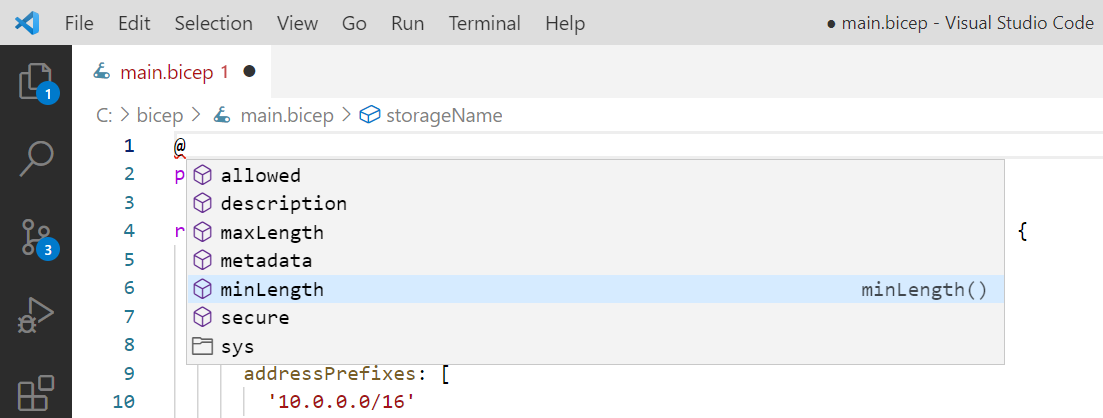 File Edit Selection View Go Run Terminal Help ● main.bicep - Visual Studio Code
main.bicep 1 ●
C: > bicep > main.bicep > storageName
1 @
2 p
3
4 r {
5
6
7
8
9 addressPrefixes: [
10 '10.0.0.0/16'
allowed
description
maxLength
metadata
minLength minLength()
secure
sys
1
3